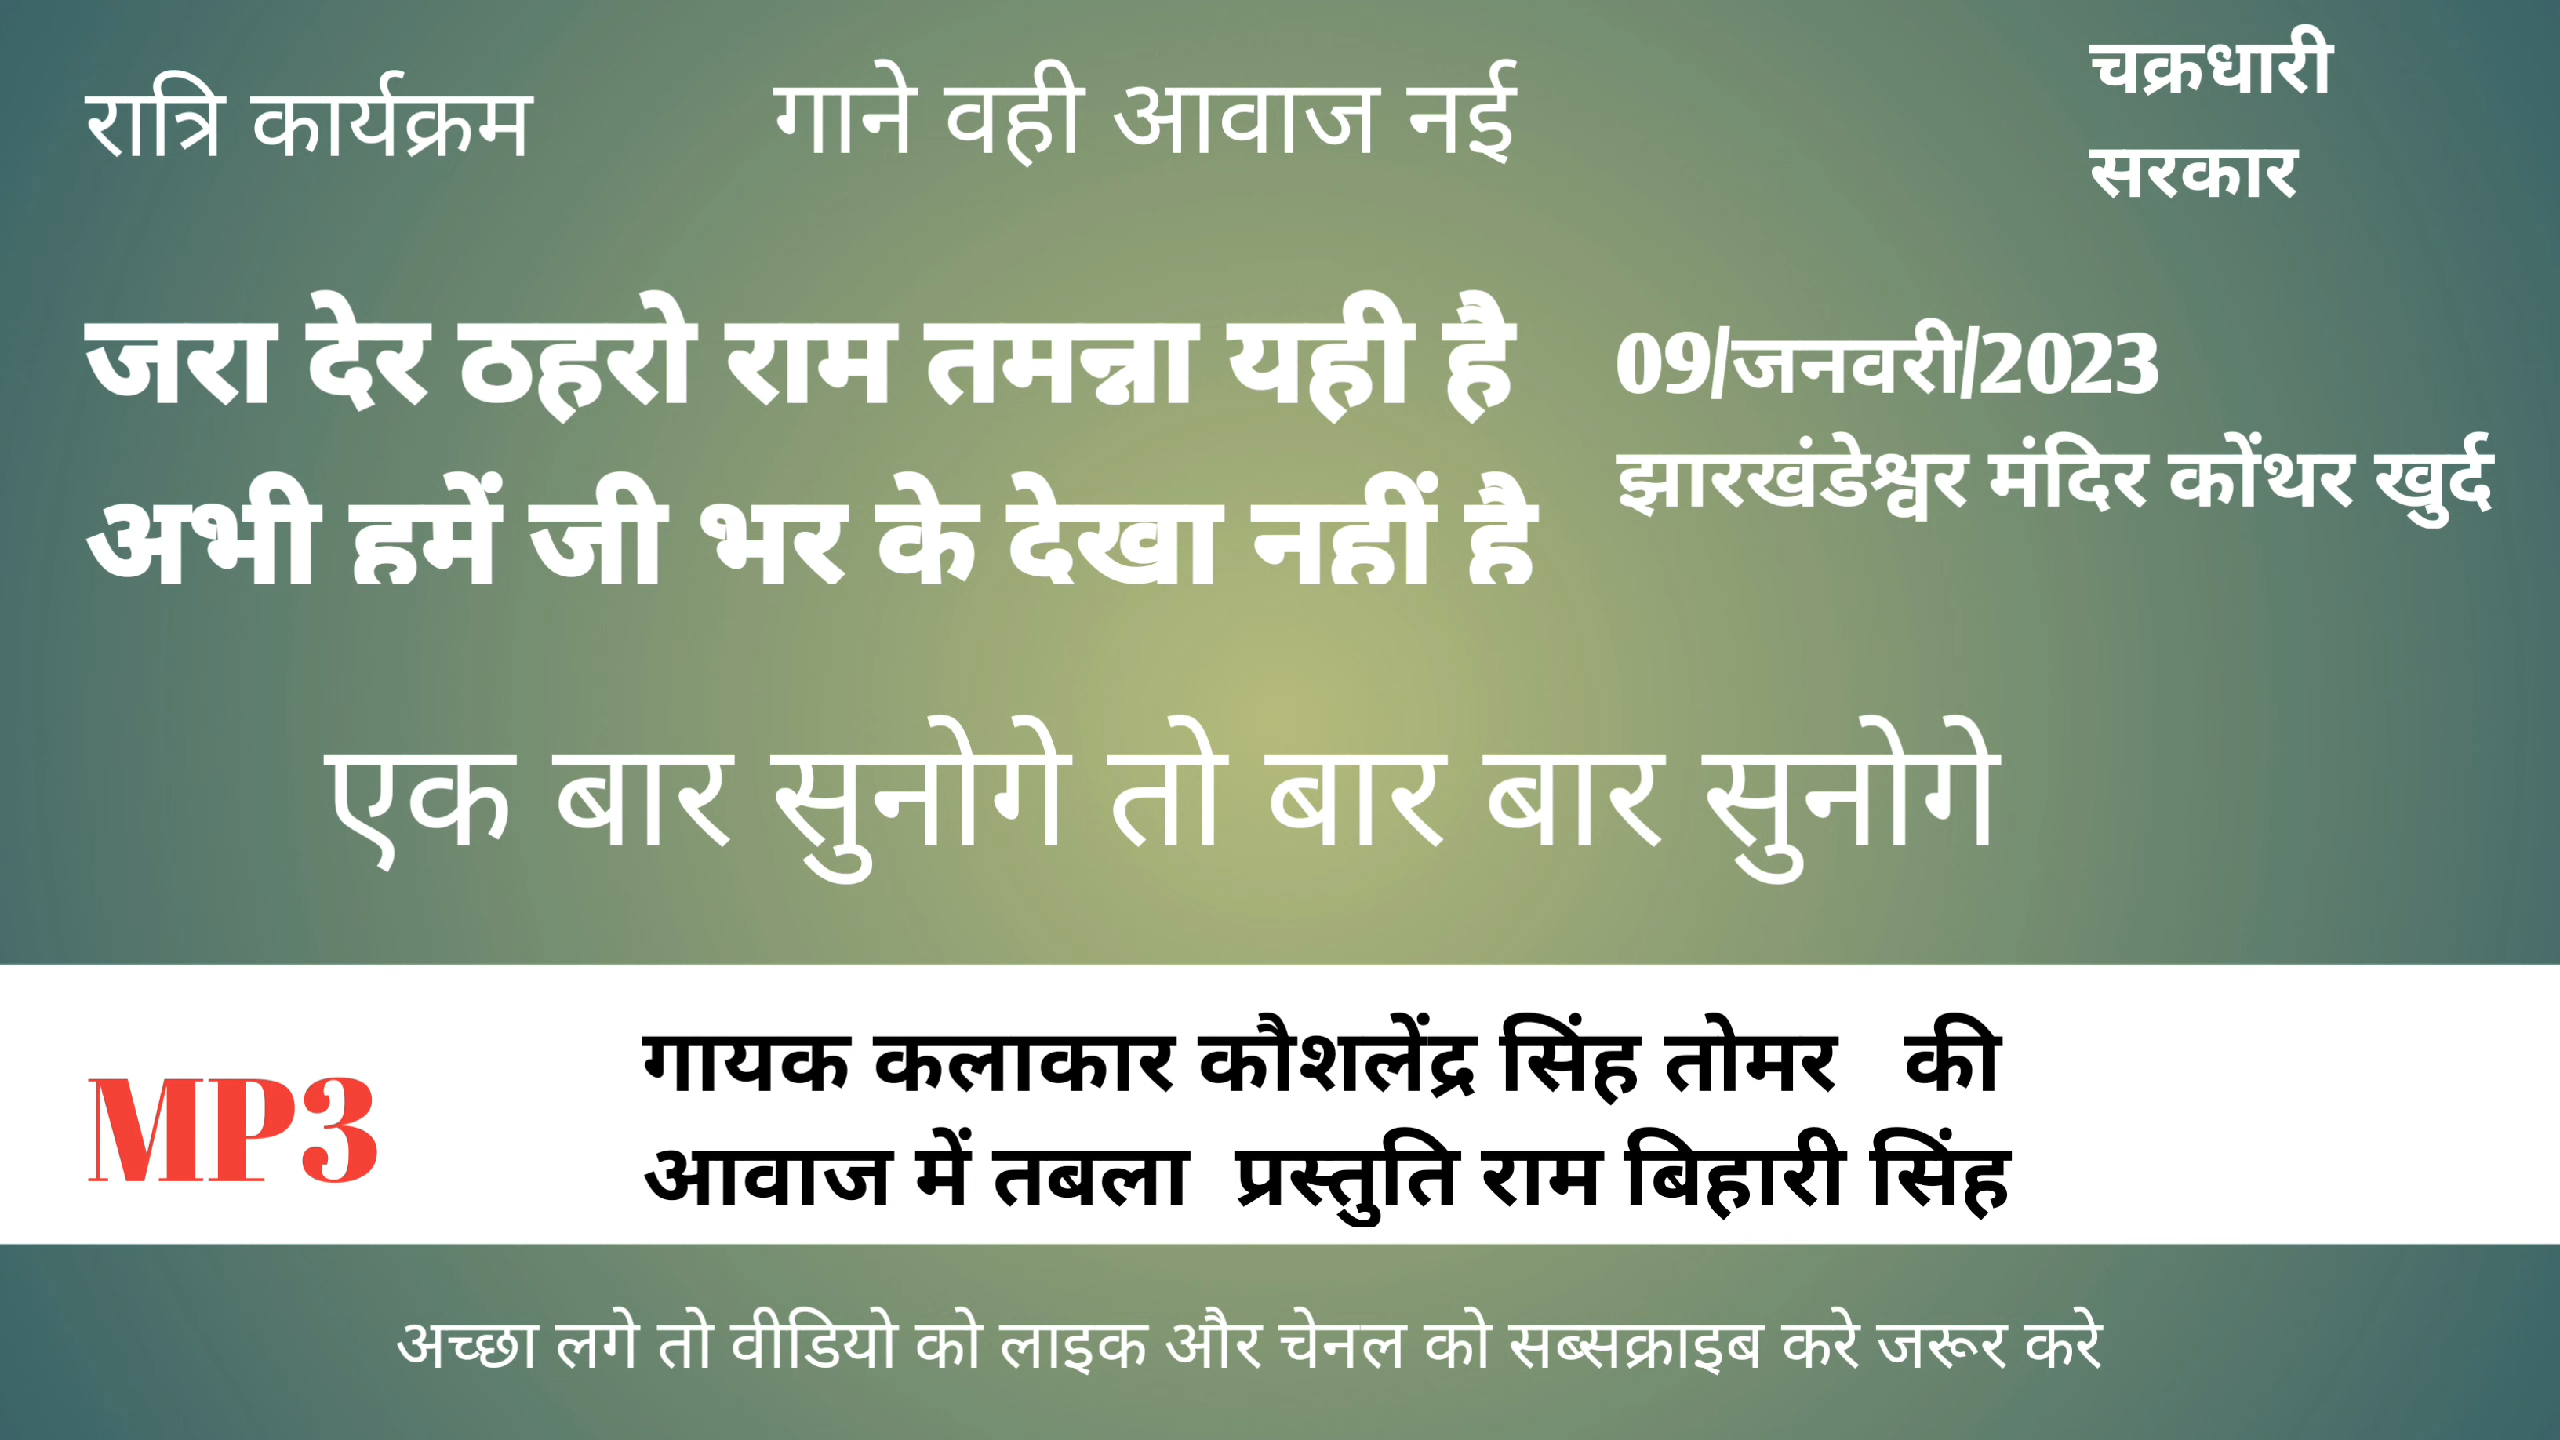 रात्रि कार्यक्रम
गाने वही आवाज नई
चक्रधारी
सरकार
जरा देर ठहरो राम तमन्ना यही है
अभी हमें जी भर के देखा नहीं है
09/जनवरी/2023
झारखंडेश्वर मंदिर कोंथर खुर्द
एक बार सुनोगे तो बार बार सुनोगे
MP3
गायक कलाकार कौशलेंद्र सिंह तोमर की
आवाज में तबला प्रस्तुति राम बिहारी सिंह
अच्छा लगे तो वीडियो को लाइक और चेनल को सब्सक्राइब करे जरूर करे